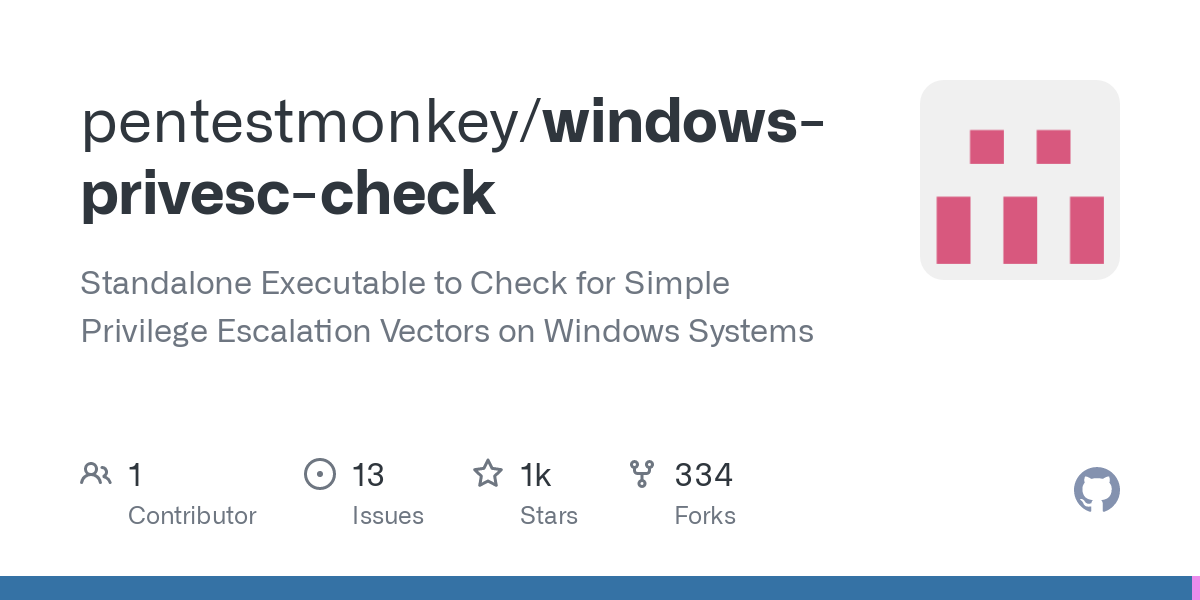 pentestmonkey/windows-
privesc-check
Standalone Executable to Check for Simple
Privilege Escalation Vectors on Windows Systems
1 13 1k 334
Contributor Issues Stars Forks